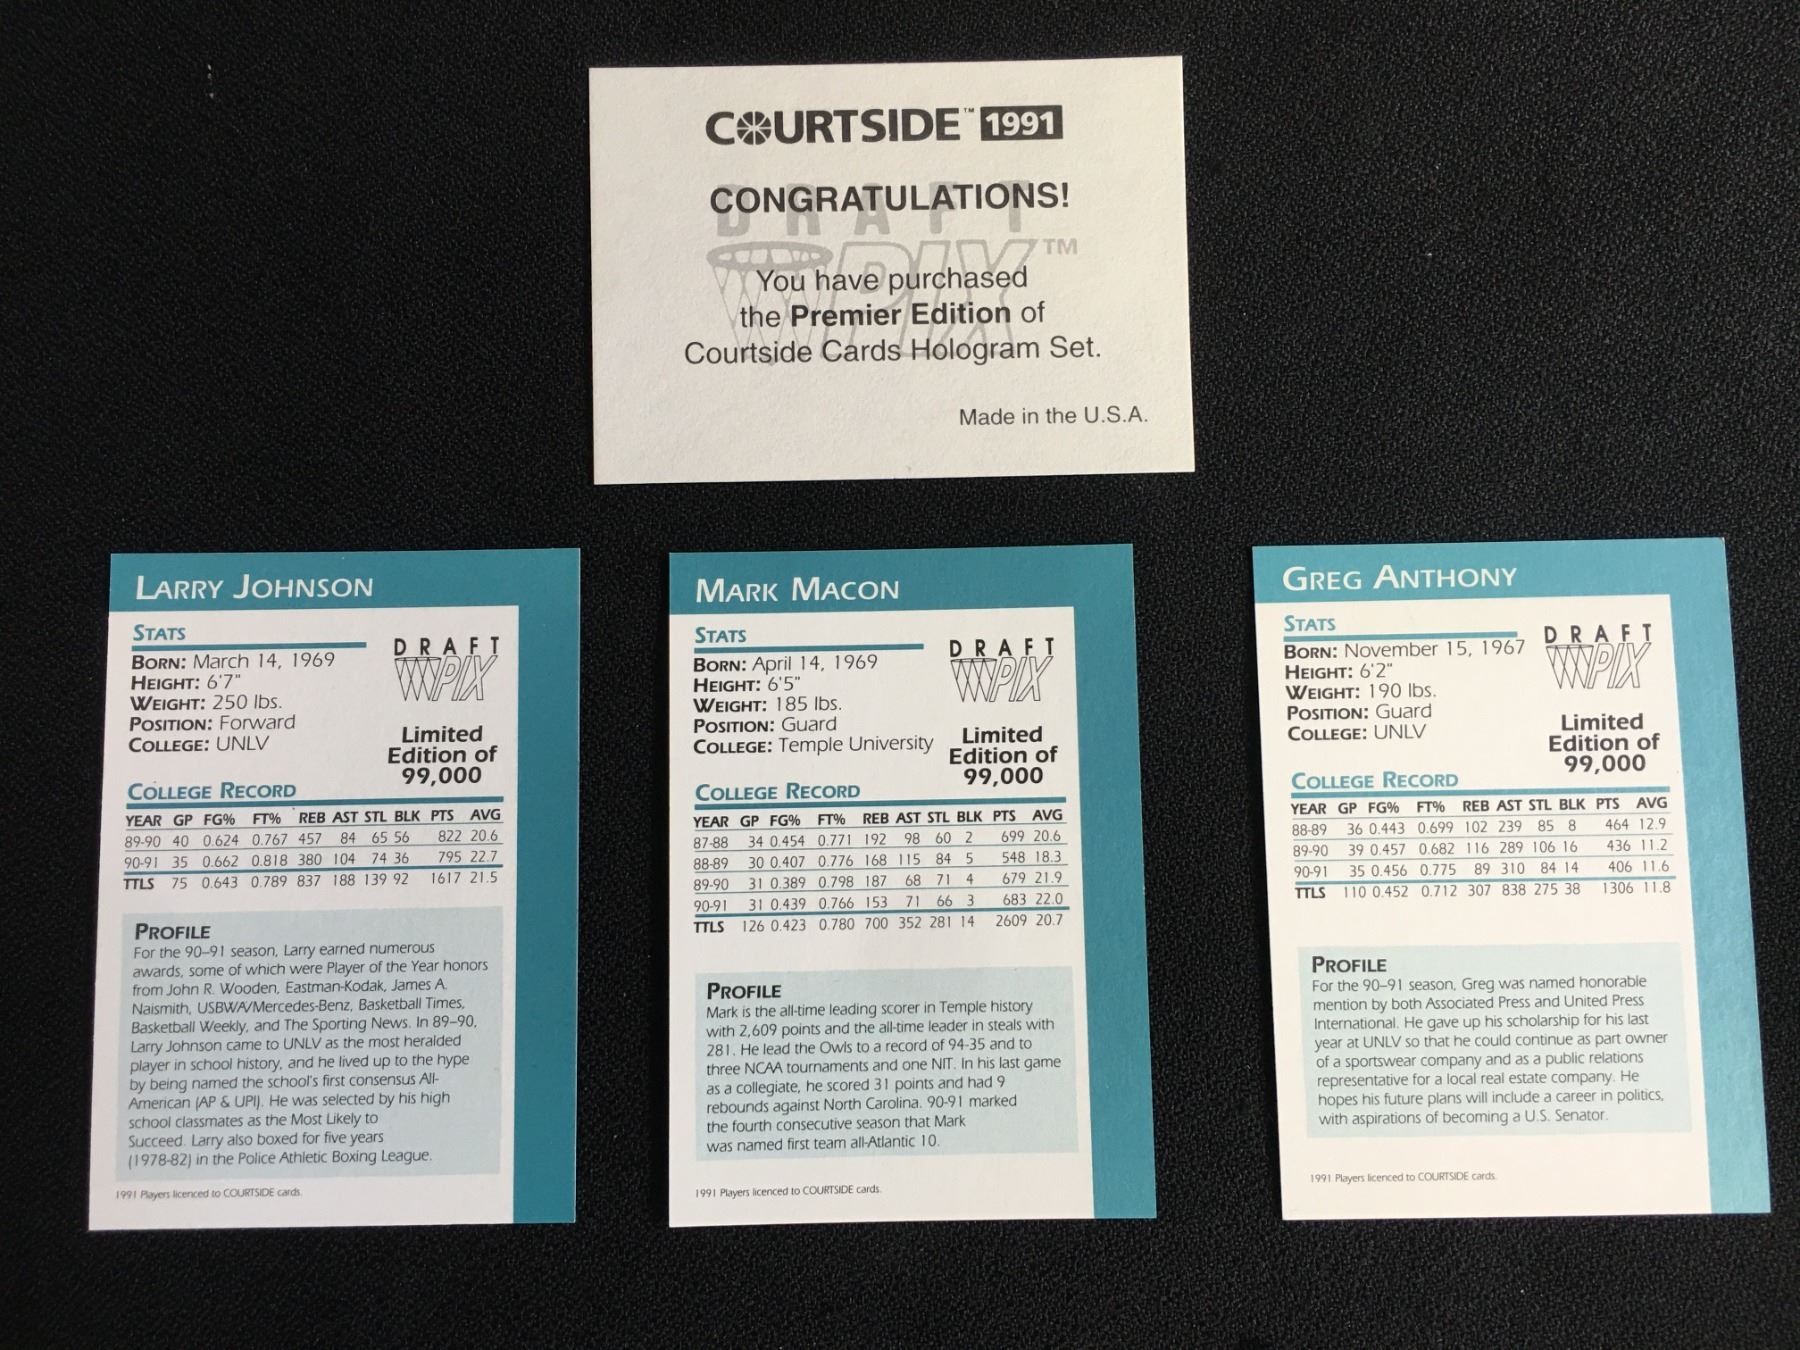 COURTSIDE™ 1991
CONGRATULATIONS!
DRAFT
PIX™
You have purchased
the Premier Edition of
Courtside Cards Hologram Set.
Made in the U.S.A.
LARRY JOHNSON
STATS
BORN: March 14, 1969
HEIGHT: 6'7"
WEIGHT: 250 lbs.
POSITION: Forward
COLLEGE: UNLV
DRAFT
PIX
Limited
Edition of
99,000
COLLEGE RECORD
YEAR GP FG% FT% REB AST STL BLK PTS AVG
89-90 40 0.624 0.767 457 84 65 56 822 20.6
90-91 35 0.662 0.818 380 104 74 36 795 22.7
TTLS 75 0.643 0.789 837 188 139 92 1617 21.5
PROFILE
For the 90–91 season, Larry earned numerous
awards, some of which were Player of the Year honors
from John R. Wooden, Eastman-Kodak, James A.
Naismith, USBWA/Mercedes-Benz, Basketball Times,
Basketball Weekly, and The Sporting News. In 89–90,
Larry Johnson came to UNLV as the most heralded
player in school history, and he lived up to the hype
by being named the school's first consensus All-
American (AP & UPI). He was selected by his high
school classmates as the Most Likely to
Succeed. Larry also boxed for five years
(1978-82) in the Police Athletic Boxing League.
1991 Players licenced to COURTSIDE cards.
MARK MACON
STATS
BORN: April 14, 1969
HEIGHT: 6'5"
WEIGHT: 185 lbs.
POSITION: Guard
COLLEGE: Temple University
DRAFT
PIX
Limited
Edition of
99,000
COLLEGE RECORD
YEAR GP FG% FT% REB AST STL BLK PTS AVG
87-88 34 0.454 0.771 192 98 60 2 699 20.6
88-89 30 0.407 0.776 168 115 84 5 548 18.3
89-90 31 0.389 0.798 187 68 71 4 679 21.9
90-91 31 0.439 0.766 153 71 66 3 683 22.0
TTLS 126 0.423 0.780 700 352 281 14 2609 20.7
PROFILE
Mark is the all-time leading scorer in Temple history
with 2,609 points and the all-time leader in steals with
281. He lead the Owls to a record of 94-35 and to
three NCAA tournaments and one NIT. In his last game
as a collegiate, he scored 31 points and had 9
rebounds against North Carolina. 90-91 marked
the fourth consecutive season that Mark
was named first team all-Atlantic 10.
1991 Players licenced to COURTSIDE cards.
GREG ANTHONY
STATS
BORN: November 15, 1967
HEIGHT: 6'2"
WEIGHT: 190 lbs.
POSITION: Guard
COLLEGE: UNLV
DRAFT
PIX
Limited
Edition of
99,000
COLLEGE RECORD
YEAR GP FG% FT% REB AST STL BLK PTS AVG
88-89 36 0.443 0.699 102 239 85 8 464 12.9
89-90 39 0.457 0.682 116 289 106 16 436 11.2
90-91 35 0.456 0.775 89 310 84 14 406 11.6
TTLS 110 0.452 0.712 307 838 275 38 1306 11.8
PROFILE
For the 90–91 season, Greg was named honorable
mention by both Associated Press and United Press
International. He gave up his scholarship for his last
year at UNLV so that he could continue as part owner
of a sportswear company and as a public relations
representative for a local real estate company. He
hopes his future plans will include a career in politics,
with aspirations of becoming a U.S. Senator.
1991 Players licenced to COURTSIDE cards.